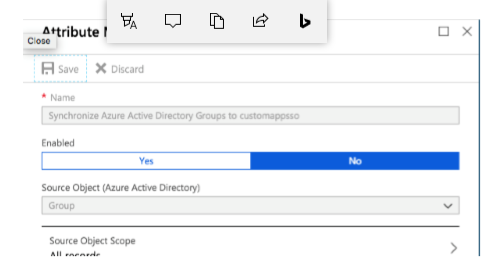 Attribute
Close
Save
Discard
* Name
Synchronize Azure Active Directory Groups to customappsso
Enabled
Yes
No
Source Object (Azure Active Directory)
Group
Source Object Scope
All records